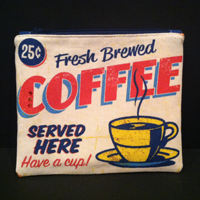 25¢
Fresh Brewed
COFFEE
SERVED
HERE
Have a cup!